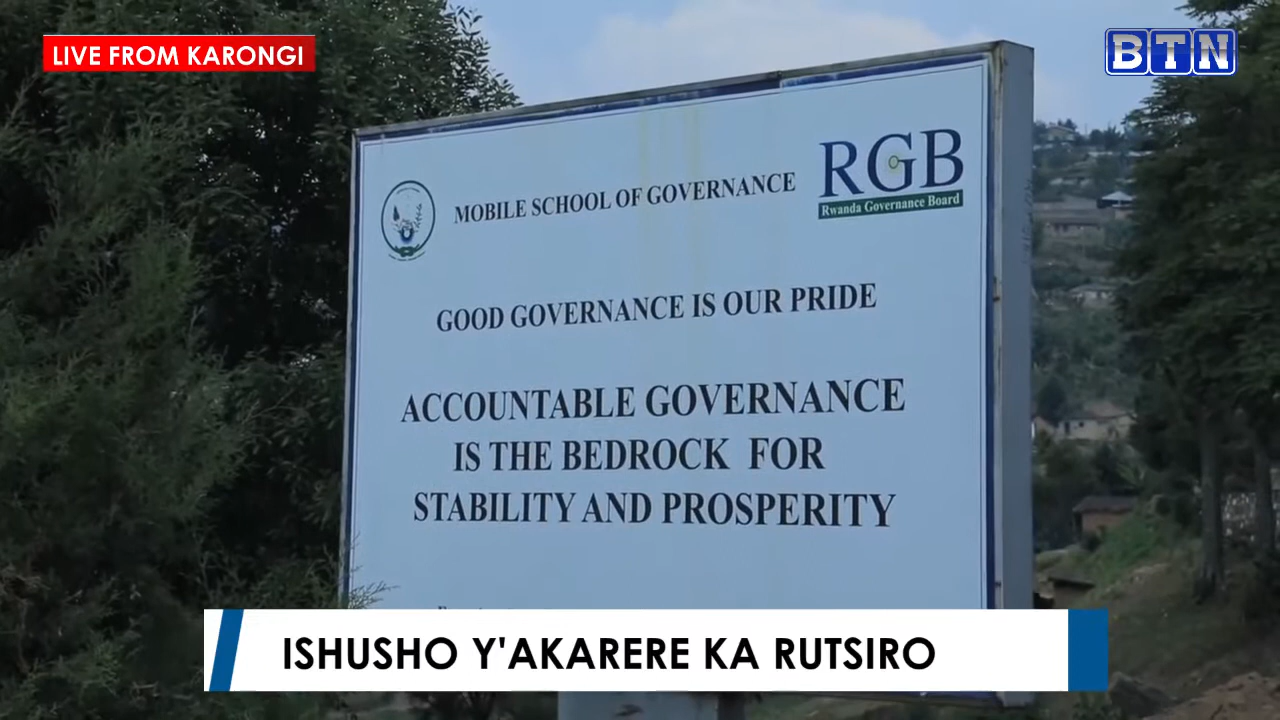 LIVE FROM KARONGI
BTN
MOBILE SCHOOL OF GOVERNANCE
RGB
Rwanda Governance Board
GOOD GOVERNANCE IS OUR PRIDE
ACCOUNTABLE GOVERNANCE
IS THE BEDROCK FOR
STABILITY AND PROSPERITY
ISHUSHO Y'AKARERE KA RUTSIRO